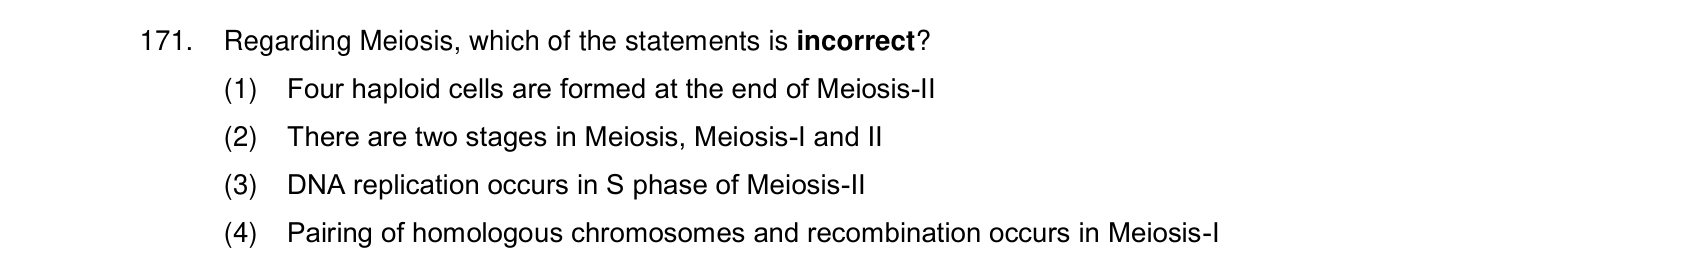 171. Regarding Meiosis, which of the statements is incorrect?
(1) Four haploid cells are formed at the end of Meiosis-II
(2) There are two stages in Meiosis, Meiosis-I and II
(3) DNA replication occurs in S phase of Meiosis-II
(4) Pairing of homologous chromosomes and recombination occurs in Meiosis-I